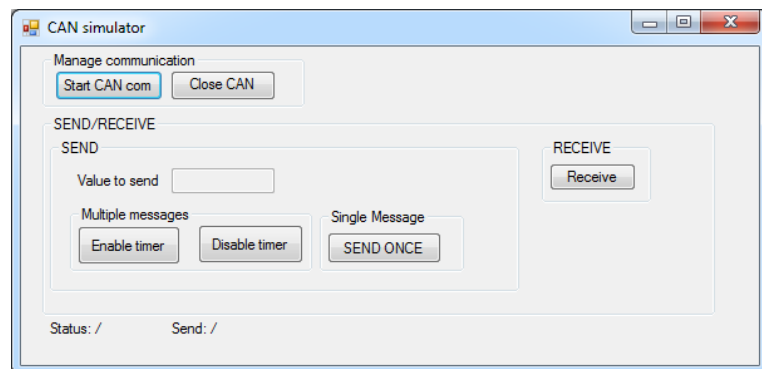 CAN simulator
Manage communication
Start CAN com Close CAN
SEND/RECEIVE
SEND RECEIVE
Value to send Receive
Multiple messages Single Message
Enable timer Disable timer SEND ONCE
Status: / Send: /